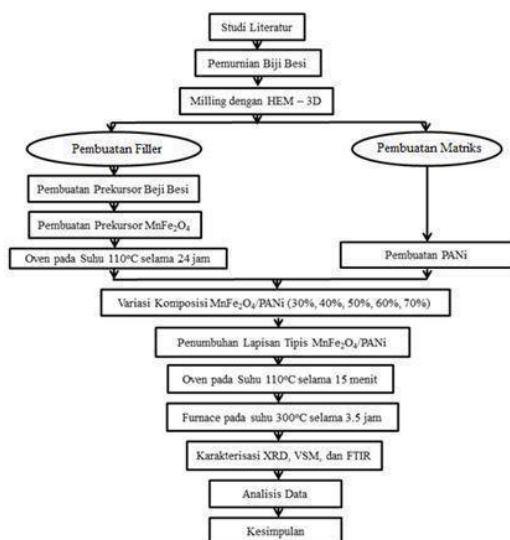 Studi Literatur
Pemurnian Biji Besi
Milling dengan HEM – 3D
Pembuatan Filler
Pembuatan Matriks
Pembuatan Prekursor Beji Besi
Pembuatan Prekursor MnFe₂O₄
Oven pada Suhu 110°C selama 24 jam
Pembuatan PANi
Variasi Komposisi MnFe₂O₄/PANi (30%, 40%, 50%, 60%, 70%)
Penumbuhan Lapisan Tipis MnFe₂O₄/PANi
Oven pada Suhu 110°C selama 15 menit
Furnace pada suhu 300°C selama 3.5 jam
Karakterisasi XRD, VSM, dan FTIR
Analisis Data
Kesimpulan